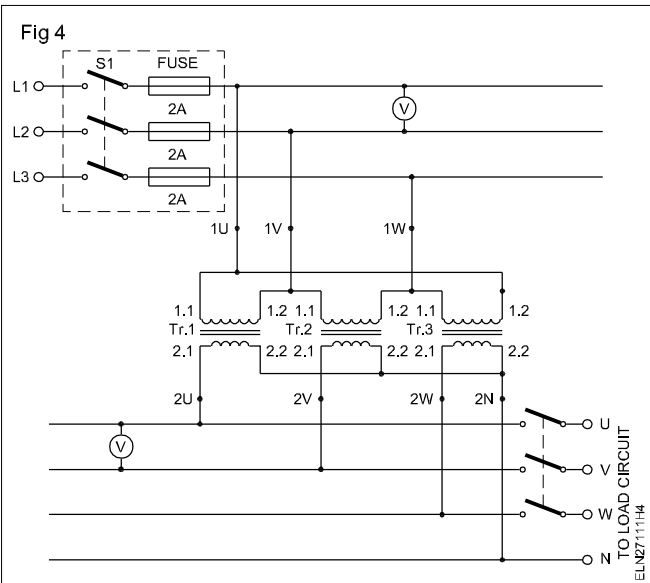 Fig 4
S1 FUSE
L1
V
2A
L2
2A
L3
2A
1U 1V 1W
1.1 1.2 1.1 1.2 1.1 1.2
Tr.1 Tr.2 Tr.3
2.1 2.2 2.1 2.2 2.1 2.2
2U 2V 2W 2N
U
V
V
W
N
TO LOAD CIRCUIT
ELN27111H4